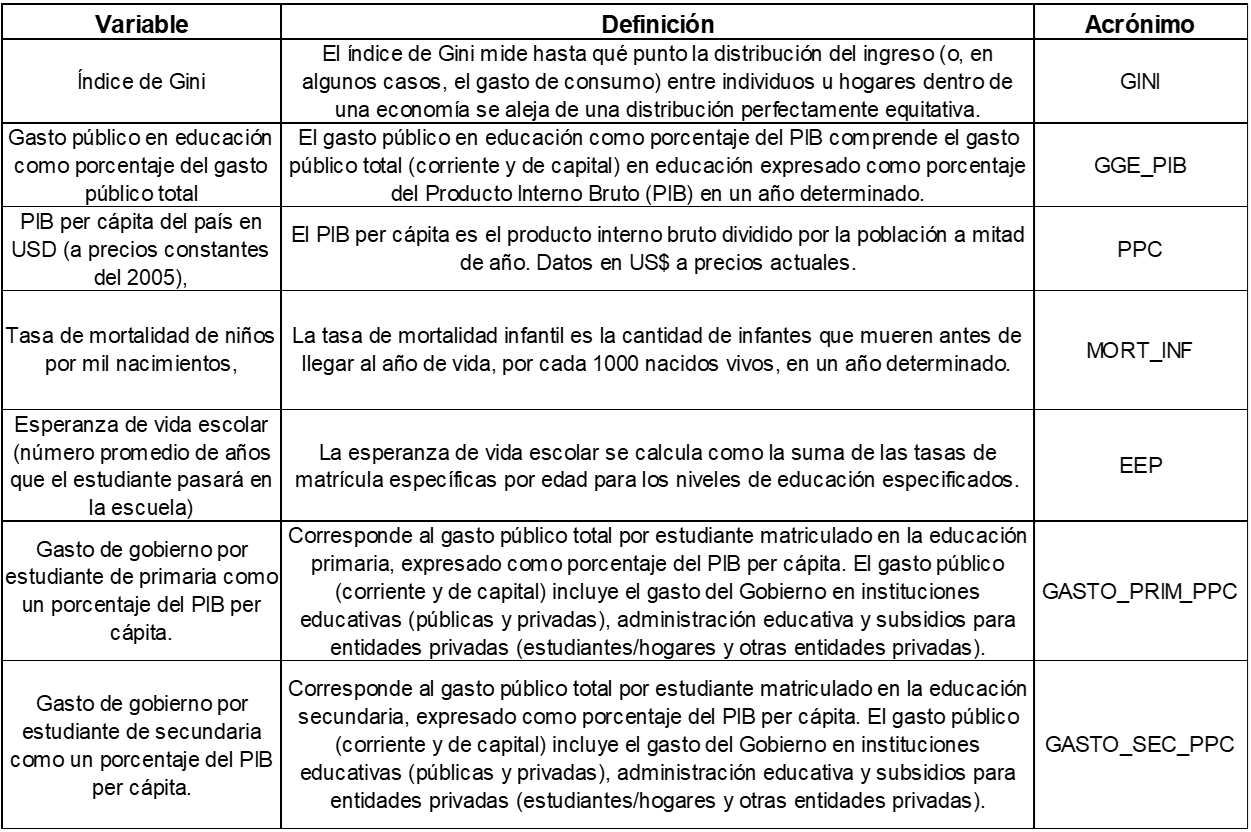 Variable
Definición
Acrónimo
Índice de Gini
El índice de Gini mide hasta qué punto la distribución del ingreso (o, en
algunos casos, el gasto de consumo) entre individuos u hogares dentro de
una economía se aleja de una distribución perfectamente equitativa.
GINI
Gasto público en educación
como porcentaje del gasto
público total
El gasto público en educación como porcentaje del PIB comprende el gasto
público total (corriente y de capital) en educación expresado como porcentaje
del Producto Interno Bruto (PIB) en un año determinado.
GGE_PIB
PIB per cápita del país en
USD (a precios constantes
del 2005),
El PIB per cápita es el producto interno bruto dividido por la población a mitad
de año. Datos en US$ a precios actuales.
PPC
Tasa de mortalidad de niños
por mil nacimientos,
La tasa de mortalidad infantil es la cantidad de infantes que mueren antes de
llegar al año de vida, por cada 1000 nacidos vivos, en un año determinado.
MORT_INF
Esperanza de vida escolar
(número promedio de años
que el estudiante pasará en
la escuela)
La esperanza de vida escolar se calcula como la suma de las tasas de
matrícula específicas por edad para los niveles de educación especificados.
EEP
Gasto de gobierno por
estudiante de primaria como
un porcentaje del PIB per
cápita.
Corresponde al gasto público total por estudiante matriculado en la educación
primaria, expresado como porcentaje del PIB per cápita. El gasto público
(corriente y de capital) incluye el gasto del Gobierno en instituciones
educativas (públicas y privadas), administración educativa y subsidios para
entidades privadas (estudiantes/hogares y otras entidades privadas).
GASTO_PRIM_PPC
Gasto de gobierno por
estudiante de secundaria
como un porcentaje del PIB
per cápita.
Corresponde al gasto público total por estudiante matriculado en la educación
secundaria, expresado como porcentaje del PIB per cápita. El gasto público
(corriente y de capital) incluye el gasto del Gobierno en instituciones
educativas (públicas y privadas), administración educativa y subsidios para
entidades privadas (estudiantes/hogares y otras entidades privadas).
GASTO_SEC_PPC